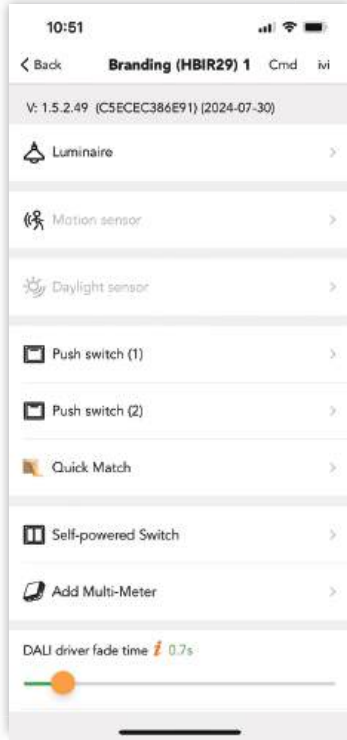 10:51
Back Branding (HBIR29) 1 Cmd ivi
V: 1.5.2.49 (C5ECEC386E91) (2024-07-30)
Luminaire
Motion sensor
Daylight sensor
Push switch (1)
Push switch (2)
Quick Match
Self-powered Switch
Add Multi-Meter
DALI driver fade time i 0.7s